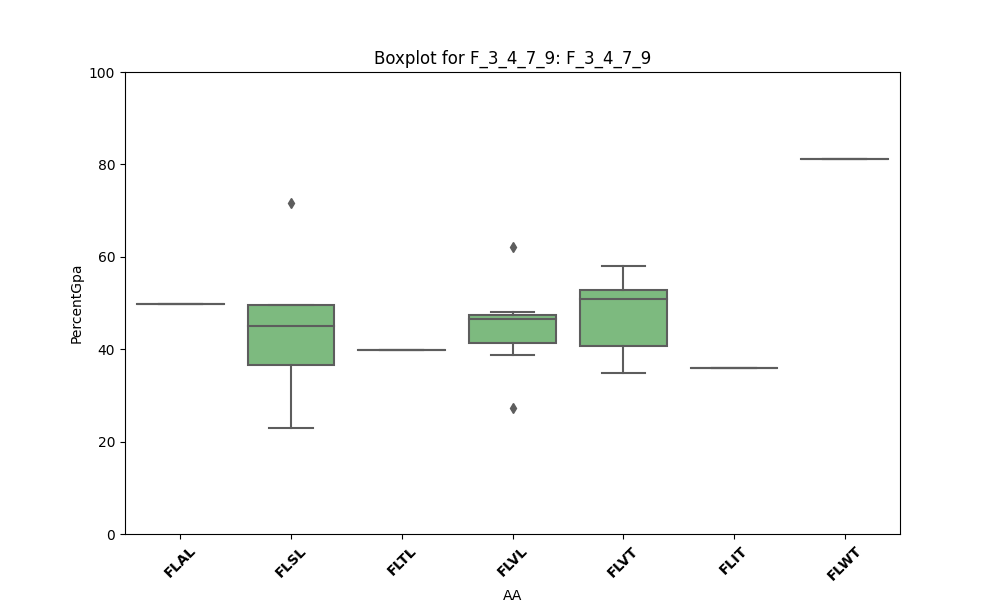 Boxplot for F_3_4_7_9: F_3_4_7_9
100
80
60
40
20
0
PercentGpa
FLAL
FLSL
FLTL
FLVL
FLVT
FLIT
FLWT
AA